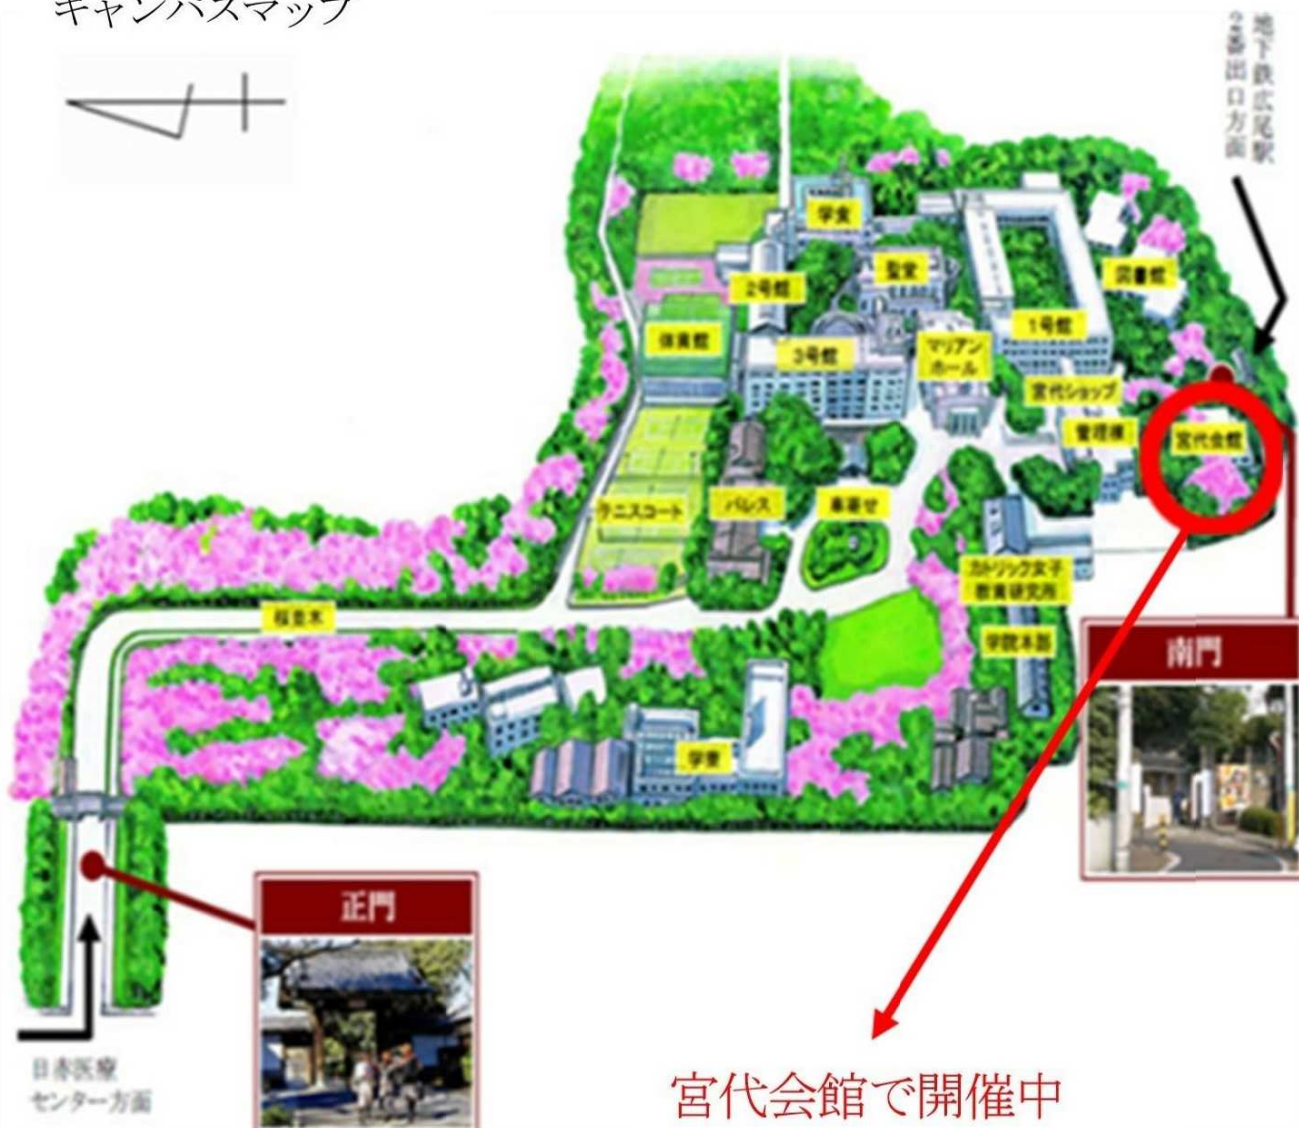 キャンパスマップ
地下鉄広尾駅
2番出口方面
学食
聖堂
2号館
図書館
体育館
3号館
マリアン
ホール
1号館
宮代ショップ
管理棟
宮代会館
テニスコート
パレス
車寄せ
カトリック女子
教育研究所
桜並木
学院本部
南門
学寮
正門
日赤医療
センター方面
宮代会館で開催中